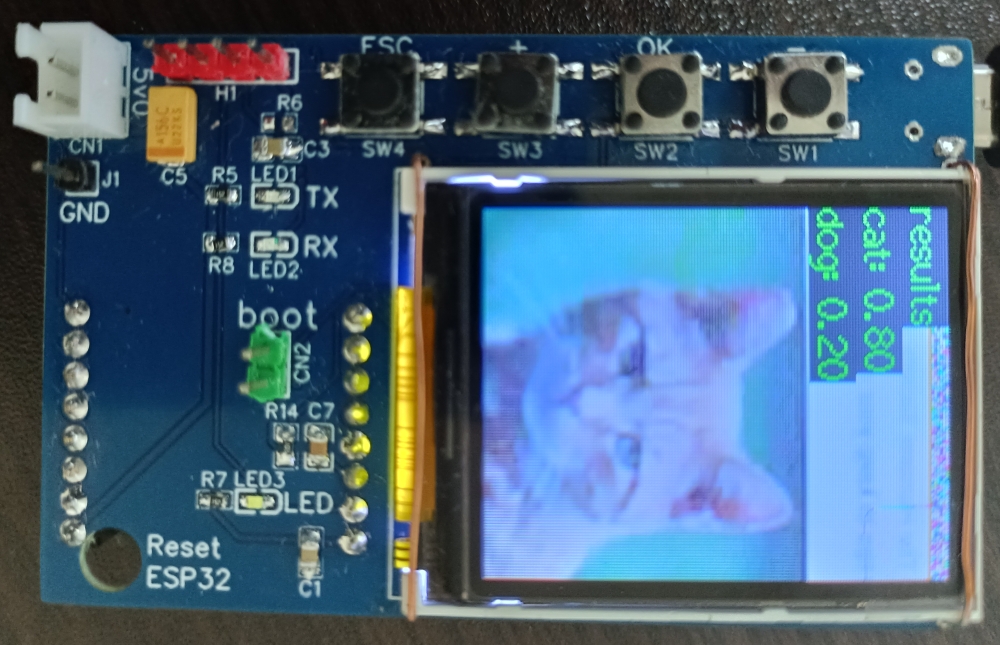 results
cat: 0.80
dog: 0.20
SW1
SW2
OK
SW3
+
SW4
ESC
R6
C3
LED1
TX
RX
LED2
boot
CN2
C7
R14
LED
LED3
R7
C1
H1
R5
R8
A156C
C5
5v0
CN1
J1
GND
Reset
ESP32